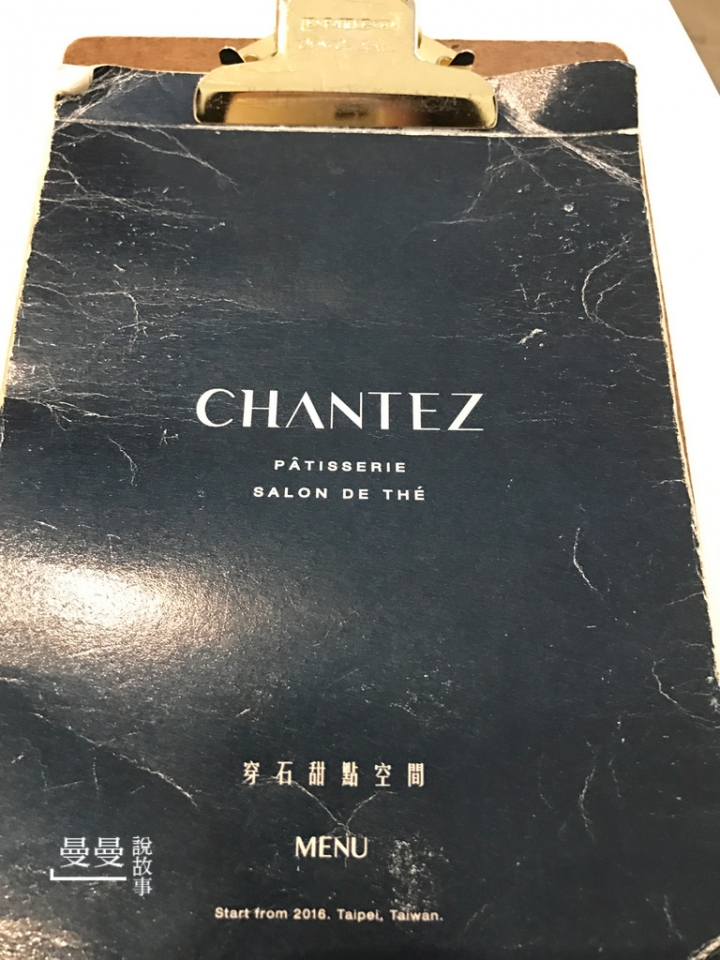 CHANTEZ
PÂTISSERIE
SALON DE THÉ
穿石甜點空間
MENU
Start from 2016. Taipei, Taiwan.
曼曼
說故事